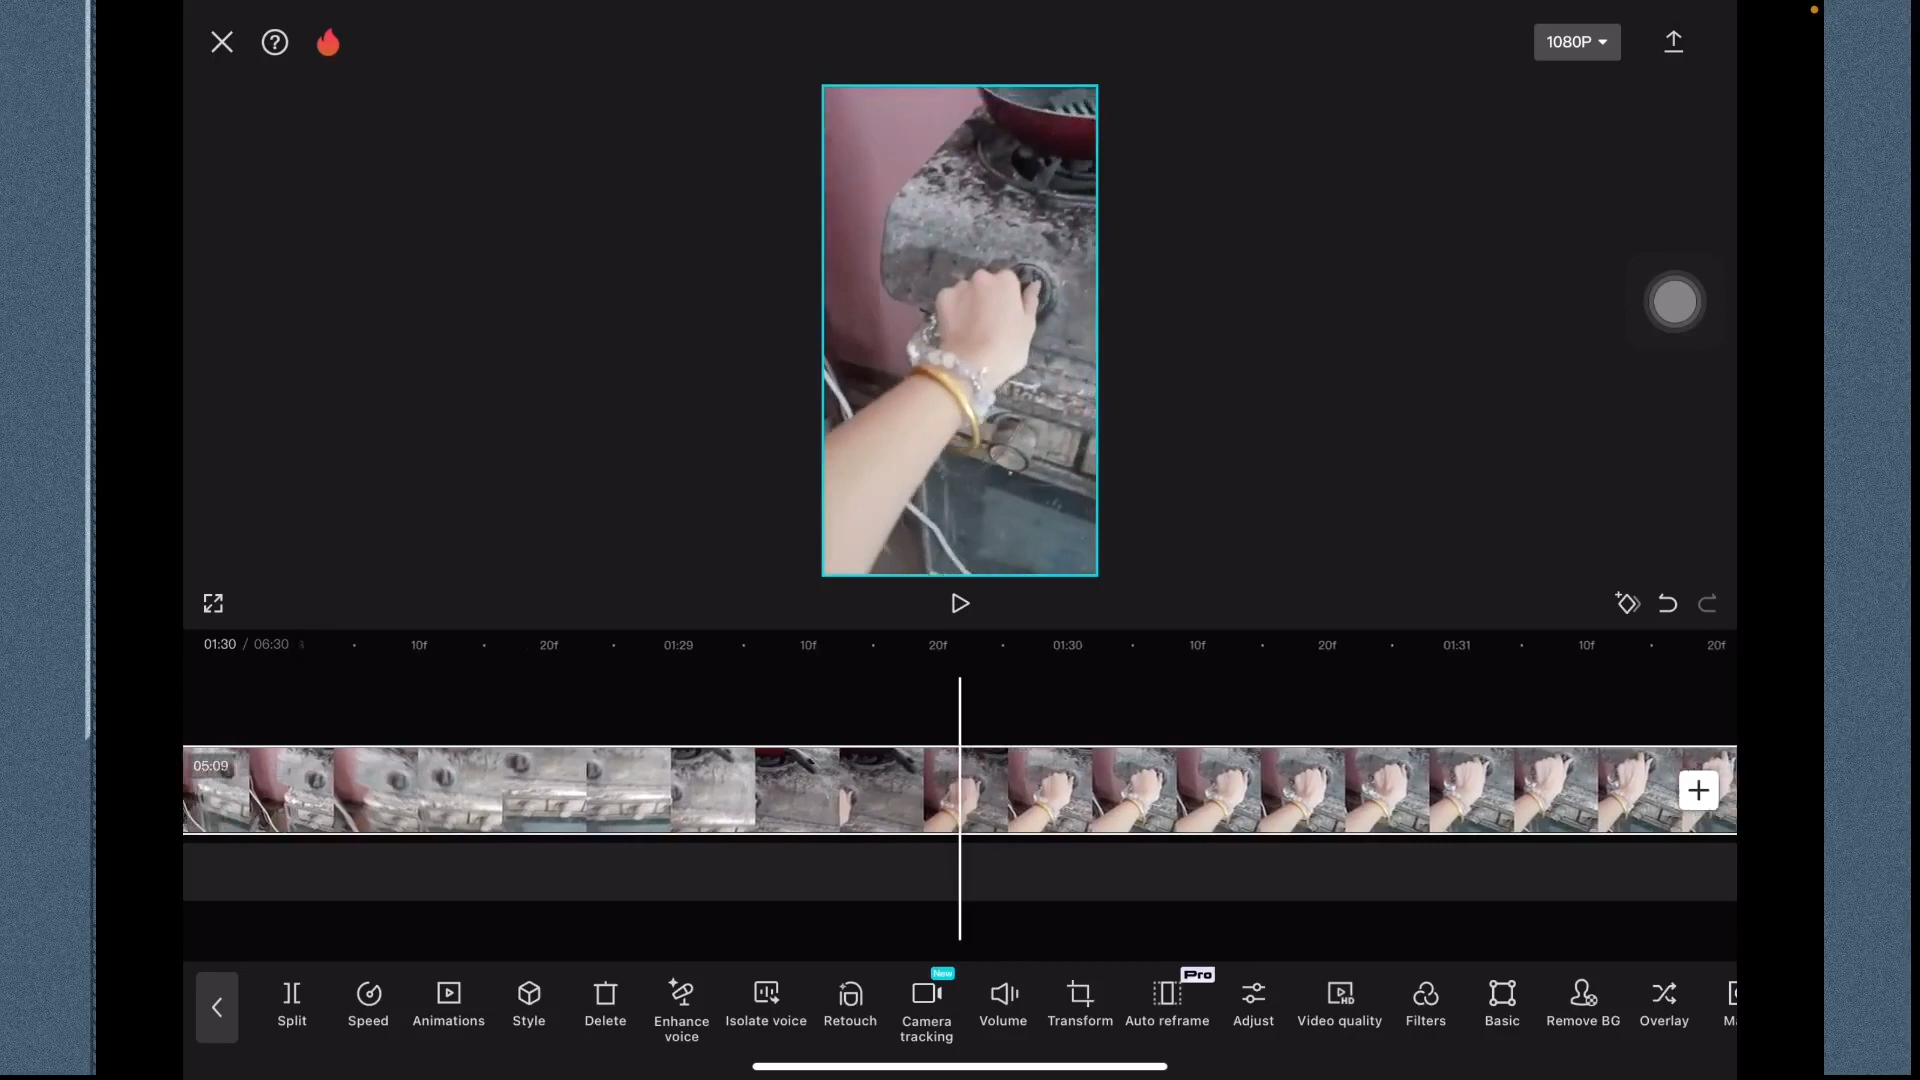 1080P
01:30 / 06:30
10f 20f 01:29 10f 20f 01:30 10f 20f 01:31 10f 20f
05:09
New
Pro
Split
Speed
Animations
Style
Delete
Enhance
voice
Isolate voice
Retouch
Camera
tracking
Volume
Transform
Auto reframe
Adjust
HD
Video quality
Filters
Basic
Remove BG
Overlay